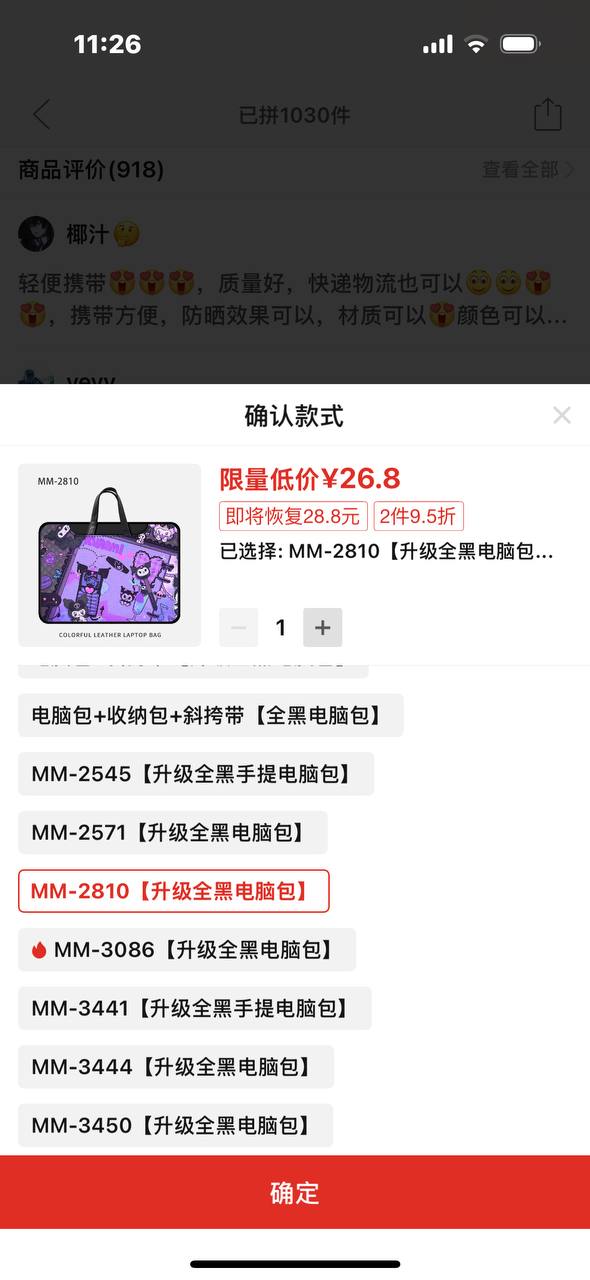 11:26
已拼1030件
商品评价(918)
查看全部
椰汁🤔
轻便携带😍😍😍，质量好，快递物流也可以😳😳😍
😍，携带方便，防晒效果可以，材质可以😍颜色可以...
确认款式
MM-2810
COLORFUL LEATHER LAPTOP BAG
限量低价¥26.8
即将恢复28.8元
2件9.5折
已选择: MM-2810【升级全黑电脑包...
1
电脑包+收纳包+斜挎带【全黑电脑包】
MM-2545【升级全黑手提电脑包】
MM-2571【升级全黑电脑包】
MM-2810【升级全黑电脑包】
MM-3086【升级全黑电脑包】
MM-3441【升级全黑手提电脑包】
MM-3444【升级全黑电脑包】
MM-3450【升级全黑电脑包】
确定